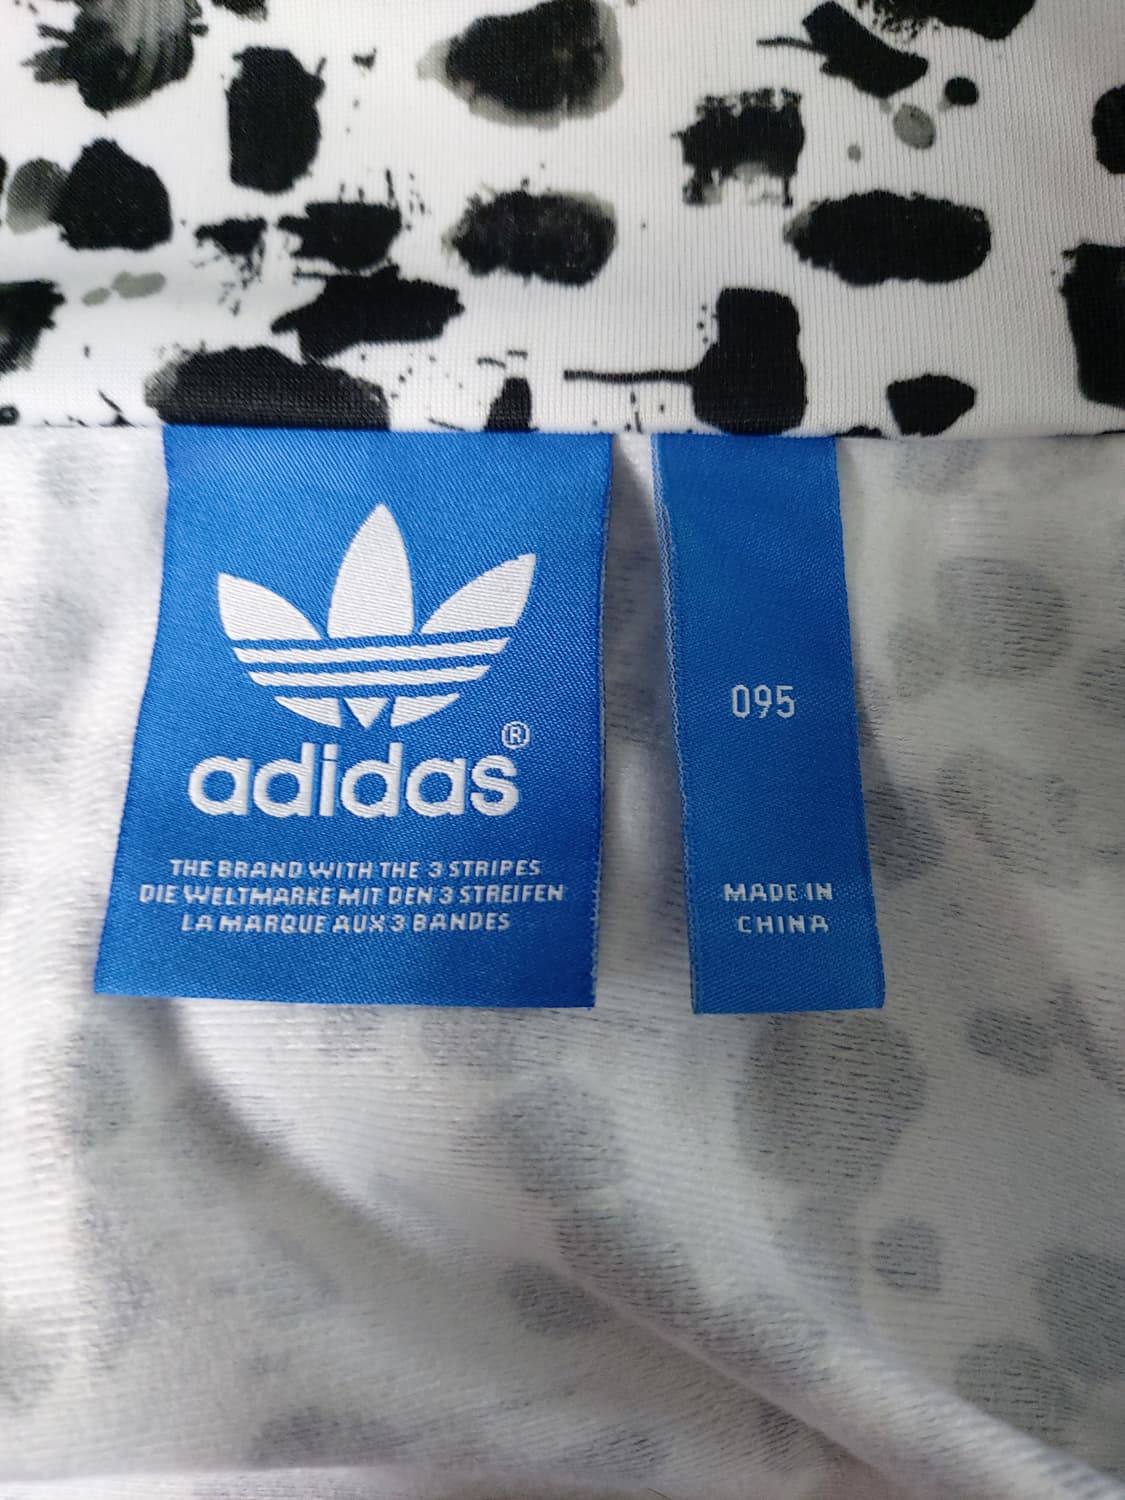 adidas®
THE BRAND WITH THE 3 STRIPES
DIE WELTMARKE MIT DEN 3 STREIFEN
LA MARQUE AUX 3 BANDES
095
MADE IN
CHINA